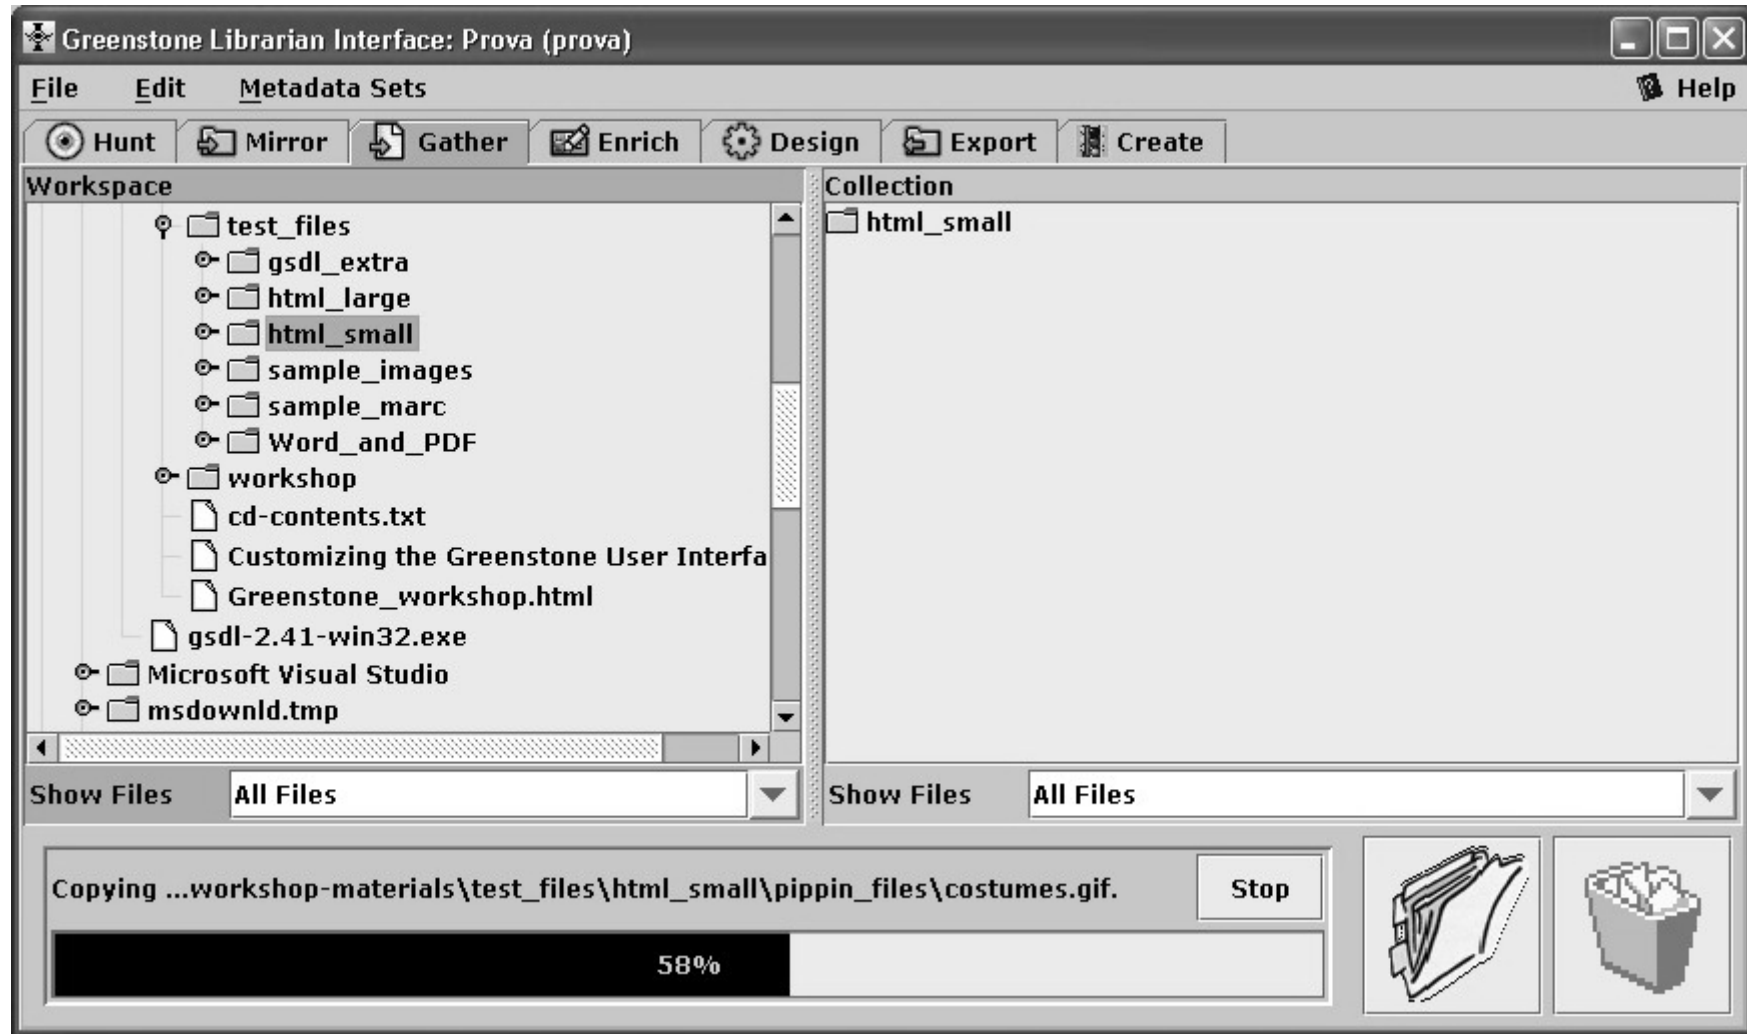 Greenstone Librarian Interface: Prova (prova)
File Edit Metadata Sets Help
Hunt Mirror Gather Enrich Design Export Create
Workspace
test_files
gsdl_extra
html_large
html_small
sample_images
sample_marc
Word_and_PDF
workshop
cd-contents.txt
Customizing the Greenstone User Interfa
Greenstone_workshop.html
gsdl-2.41-win32.exe
Microsoft Visual Studio
msdownld.tmp
Show Files All Files
Collection
html_small
Show Files All Files
Copying ...workshop-materials\test_files\html_small\pippin_files\costumes.gif.
Stop
58%